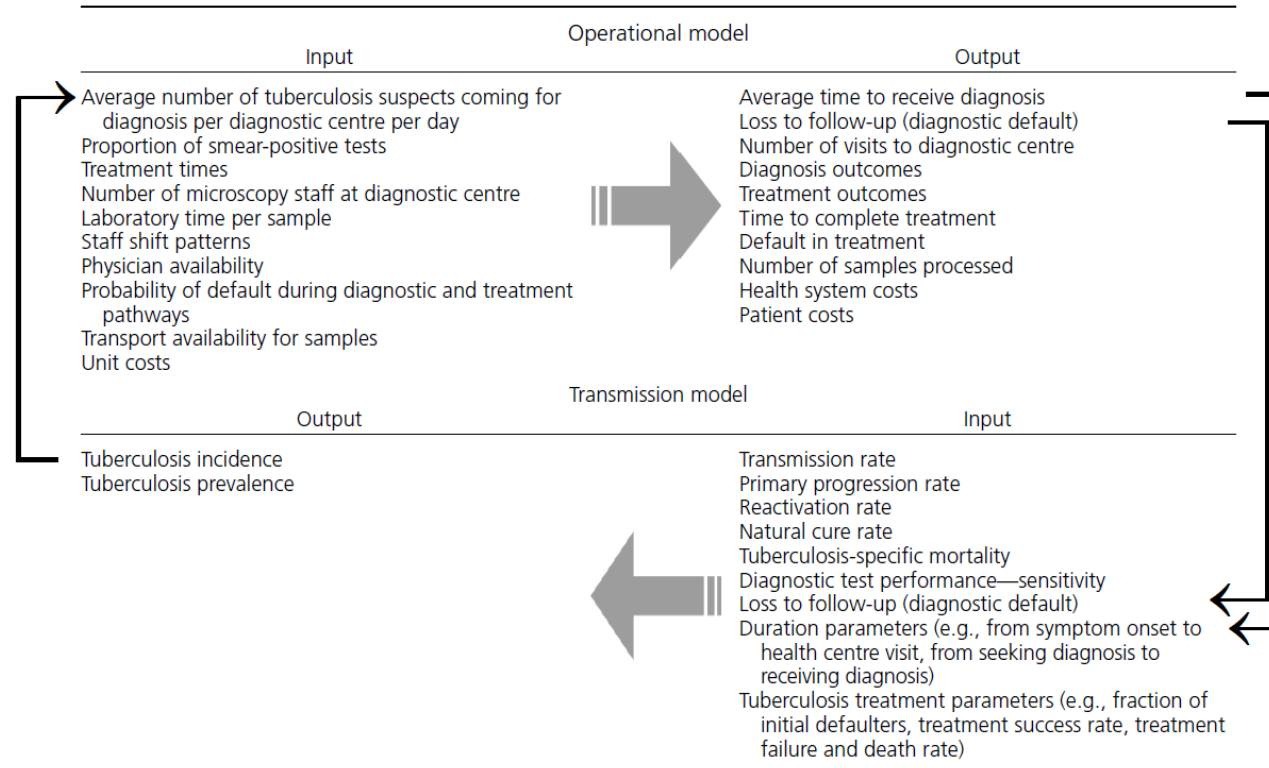 Operational model
Input
Output
Average number of tuberculosis suspects coming for
diagnosis per diagnostic centre per day
Proportion of smear-positive tests
Treatment times
Number of microscopy staff at diagnostic centre
Laboratory time per sample
Staff shift patterns
Physician availability
Probability of default during diagnostic and treatment
pathways
Transport availability for samples
Unit costs
Average time to receive diagnosis
Loss to follow-up (diagnostic default)
Number of visits to diagnostic centre
Diagnosis outcomes
Treatment outcomes
Time to complete treatment
Default in treatment
Number of samples processed
Health system costs
Patient costs
Transmission model
Output
Input
Tuberculosis incidence
Tuberculosis prevalence
Transmission rate
Primary progression rate
Reactivation rate
Natural cure rate
Tuberculosis-specific mortality
Diagnostic test performance—sensitivity
Loss to follow-up (diagnostic default)
Duration parameters (e.g., from symptom onset to
health centre visit, from seeking diagnosis to
receiving diagnosis)
Tuberculosis treatment parameters (e.g., fraction of
initial defaulters, treatment success rate, treatment
failure and death rate)